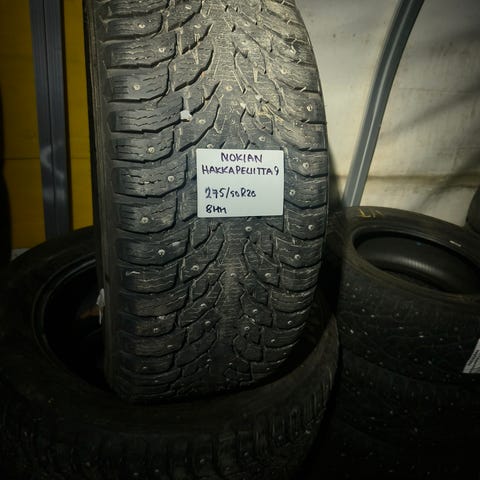 NOKIAN
HAKKAPELIITTA 9
275/50R20
8MM